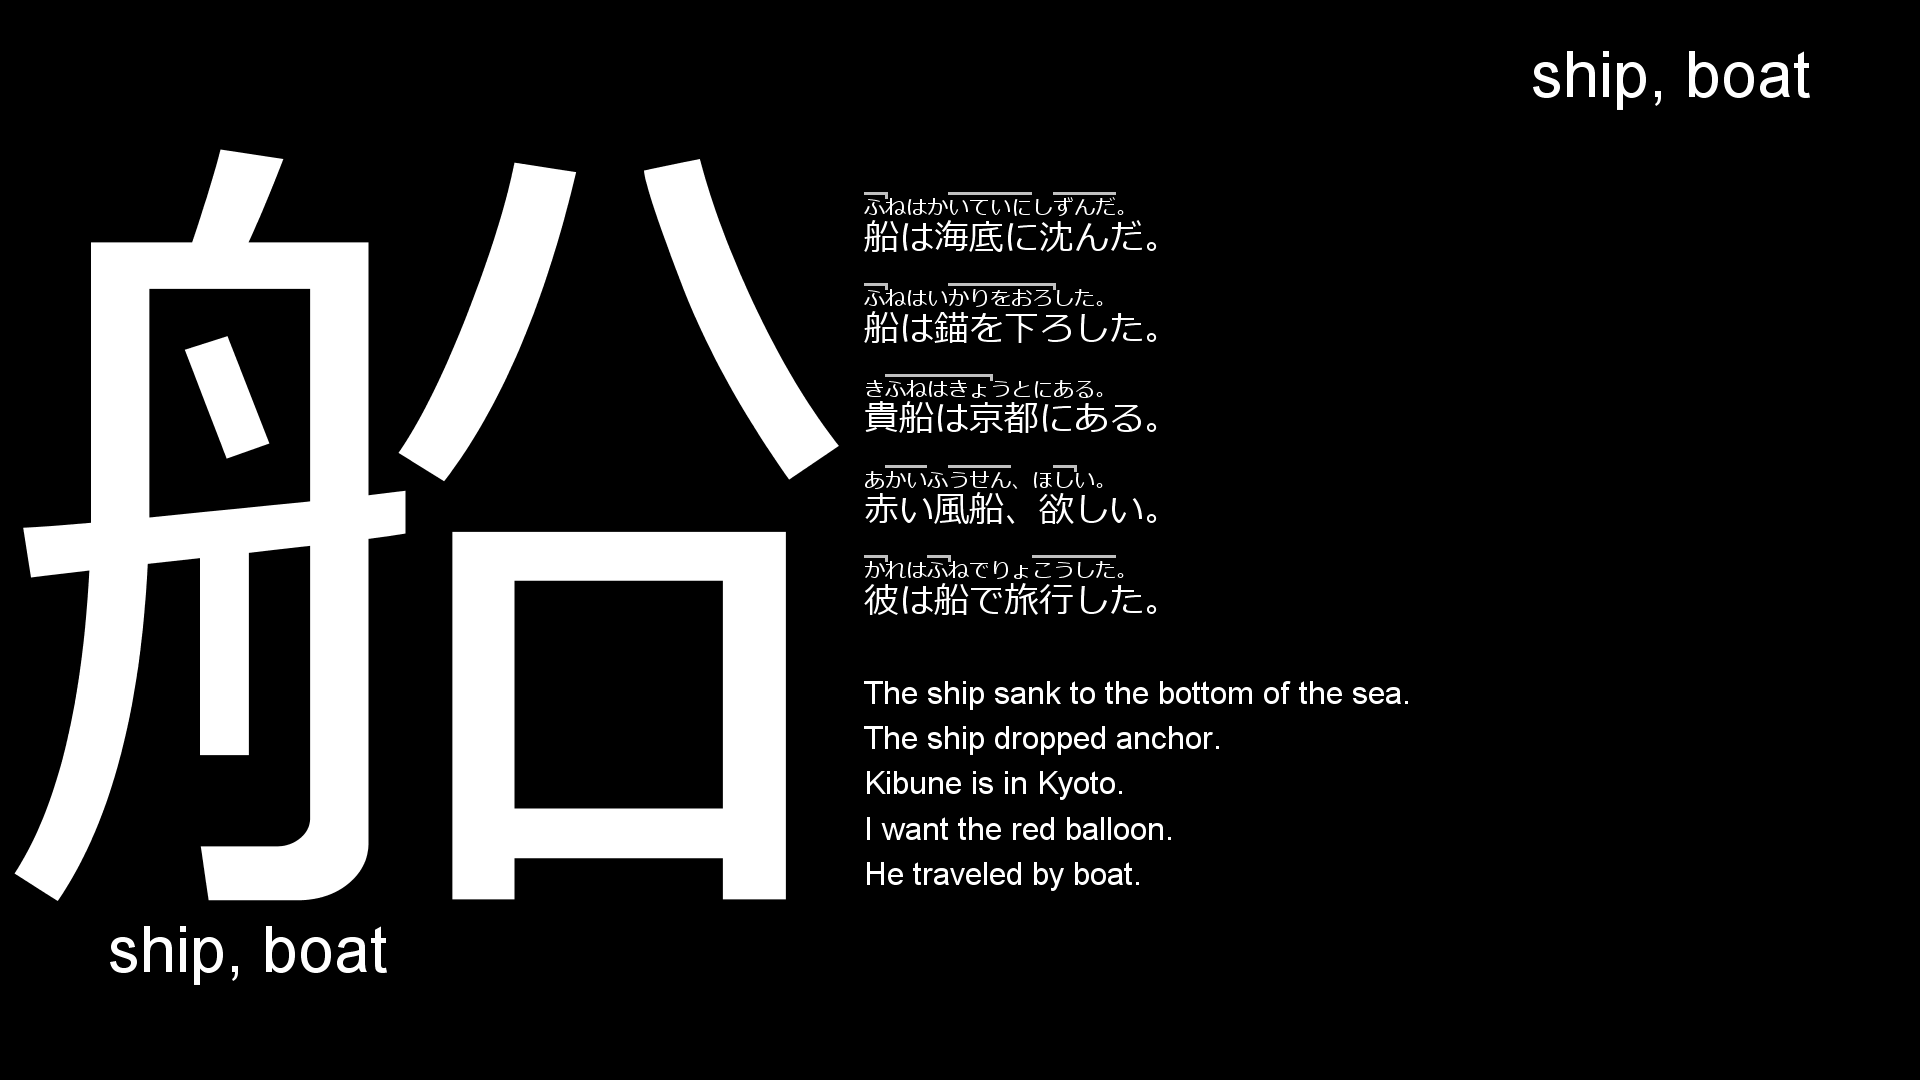 ship, boat
船
ふねはかいていにしずんだ。
船は海底に沈んだ。
ふねはいかりをおろした。
船は錨を下ろした。
きふねはきょうとにある。
貴船は京都にある。
あかいふうせん、ほしい。
赤い風船、欲しい。
かれはふねでりょこうした。
彼は船で旅行した。
The ship sank to the bottom of the sea.
The ship dropped anchor.
Kibune is in Kyoto.
I want the red balloon.
He traveled by boat.
ship, boat